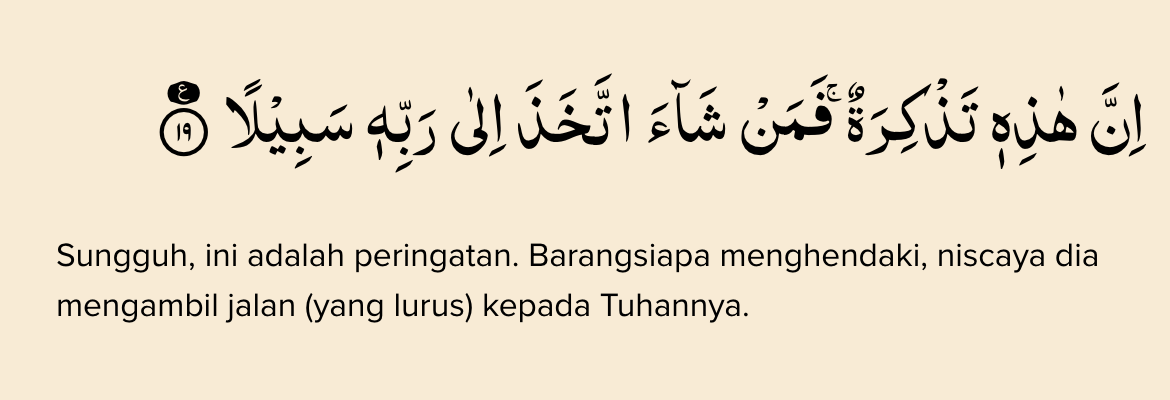 اِنَّ هٰذِهٖ تَذْكِرَةٌ ۚ فَمَنْ شَاۤءَ اتَّخَذَ اِلٰى رَبِّهٖ سَبِيْلًا ࣖ ١٩
Sungguh, ini adalah peringatan. Barangsiapa menghendaki, niscaya dia
mengambil jalan (yang lurus) kepada Tuhannya.